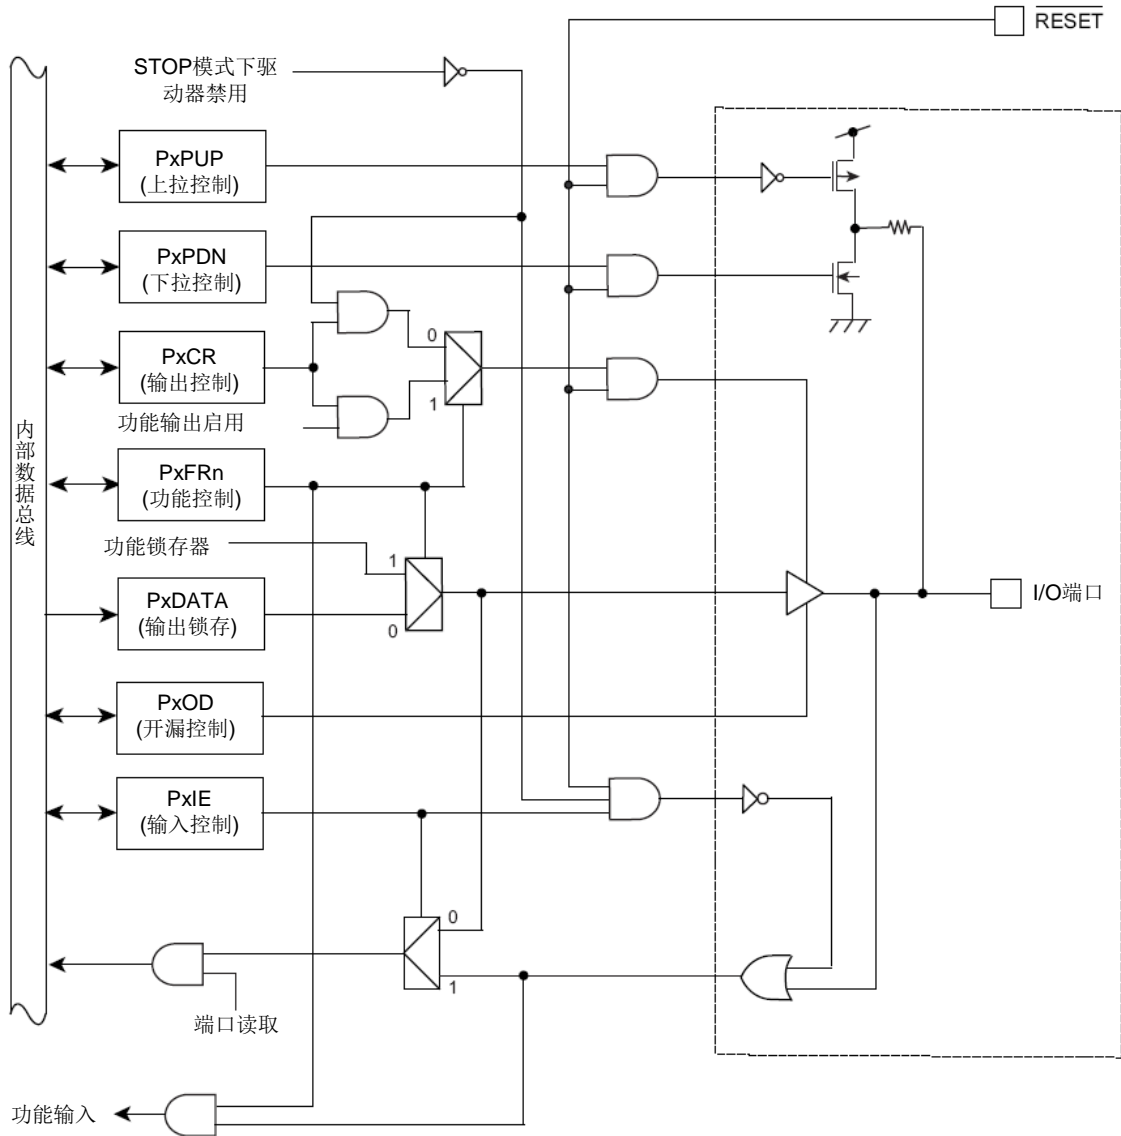 RESET
STOP模式下驱
动器禁用
PxPUP
(上拉控制)
PxPDN
(下拉控制)
0
PxCR
(输出控制)
1
功能输出启用
内部数据总线
PxFRn
(功能控制)
功能锁存器
1
PxDATA
(输出锁存)
0
I/O端口
PxOD
(开漏控制)
PxIE
(输入控制)
0
1
端口读取
功能输入